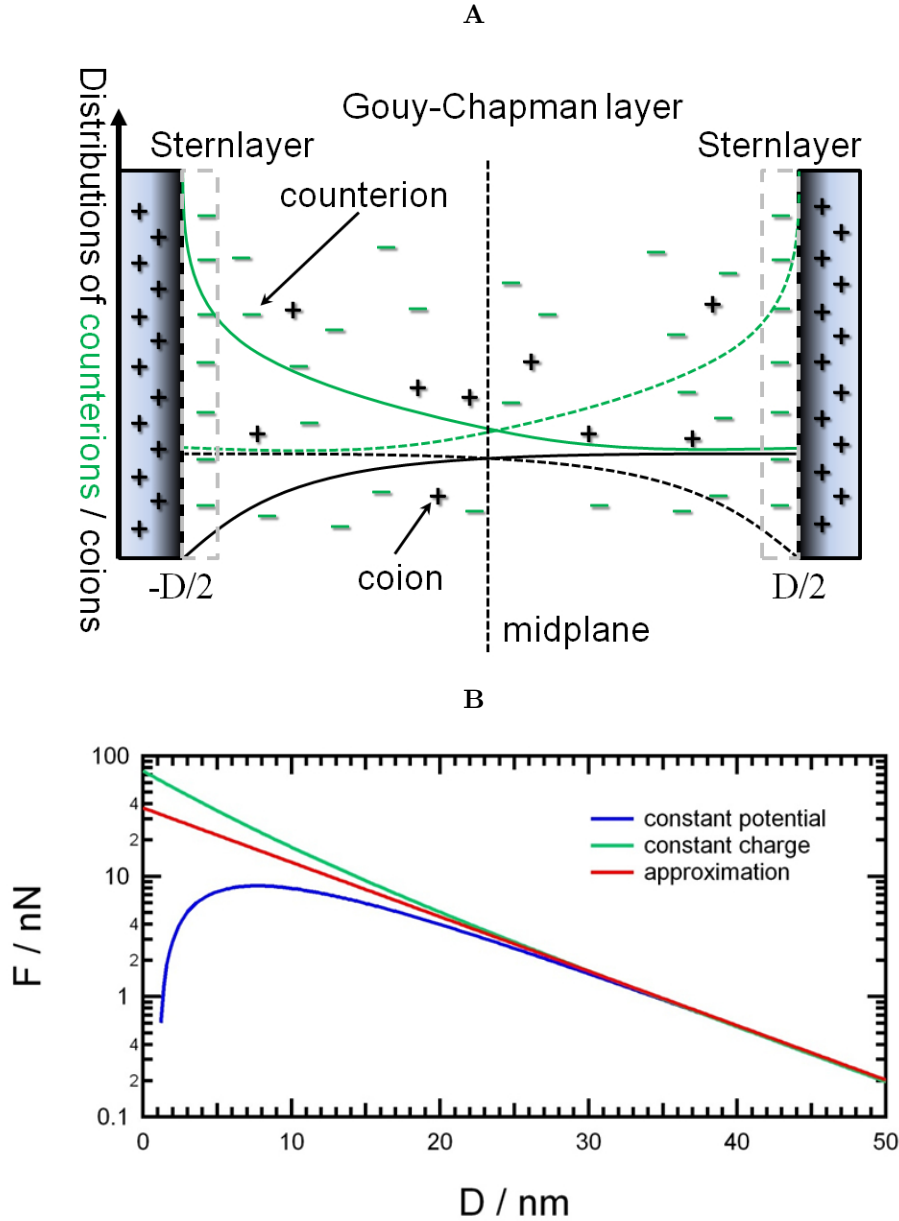 A
Distributions of counterions / coions
Gouy-Chapman layer
Sternlayer
Sternlayer
counterion
coion
-D/2
D/2
midplane
B
F / nN
100
4
2
10
4
2
1
4
2
0.1
constant potential
constant charge
approximation
0
10
20
30
40
50
D / nm